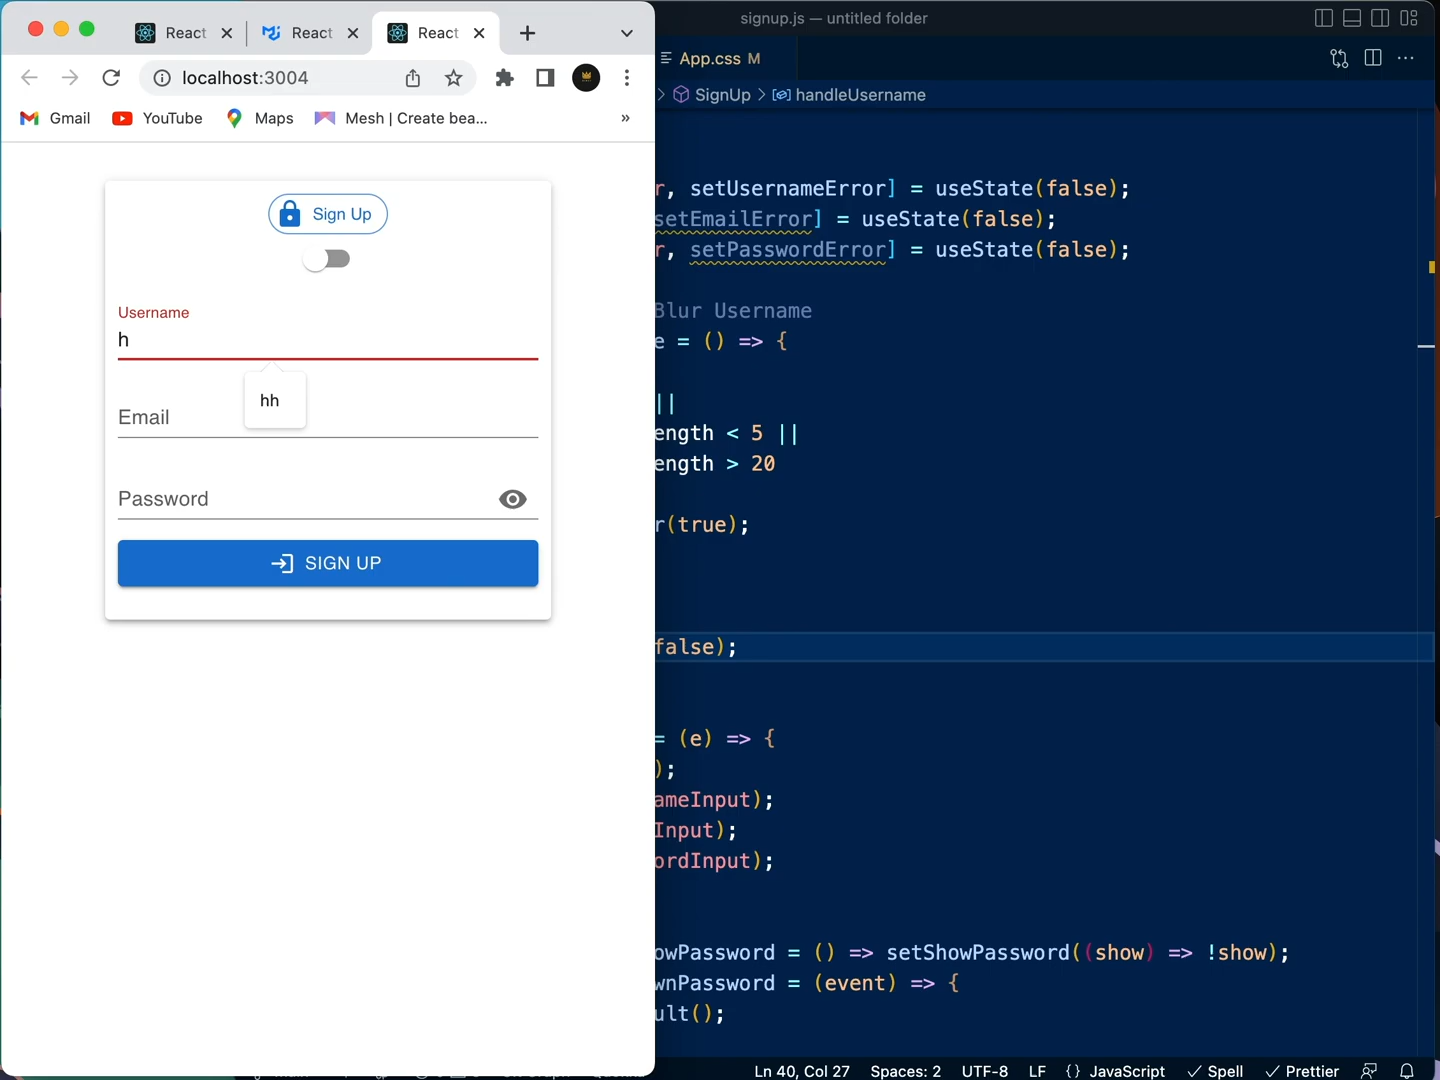 React
React
React
localhost:3004
Gmail
YouTube
Maps
Mesh | Create bea...
»
Sign Up
Username
h
hh
Email
Password
SIGN UP
signup.js — untitled folder
App.css M
SignUp > handleUsername
r, setUsernameError] = useState(false);
setEmailError] = useState(false);
r, setPasswordError] = useState(false);
Blur Username
e = () => {
||
ength < 5 ||
ength > 20
r(true);
false);
= (e) => {
);
ameInput);
Input);
ordInput);
owPassword = () => setShowPassword((show) => !show);
wnPassword = (event) => {
ult();
Ln 40, Col 27 Spaces: 2 UTF-8 LF {} JavaScript ✓ Spell ✓ Prettier